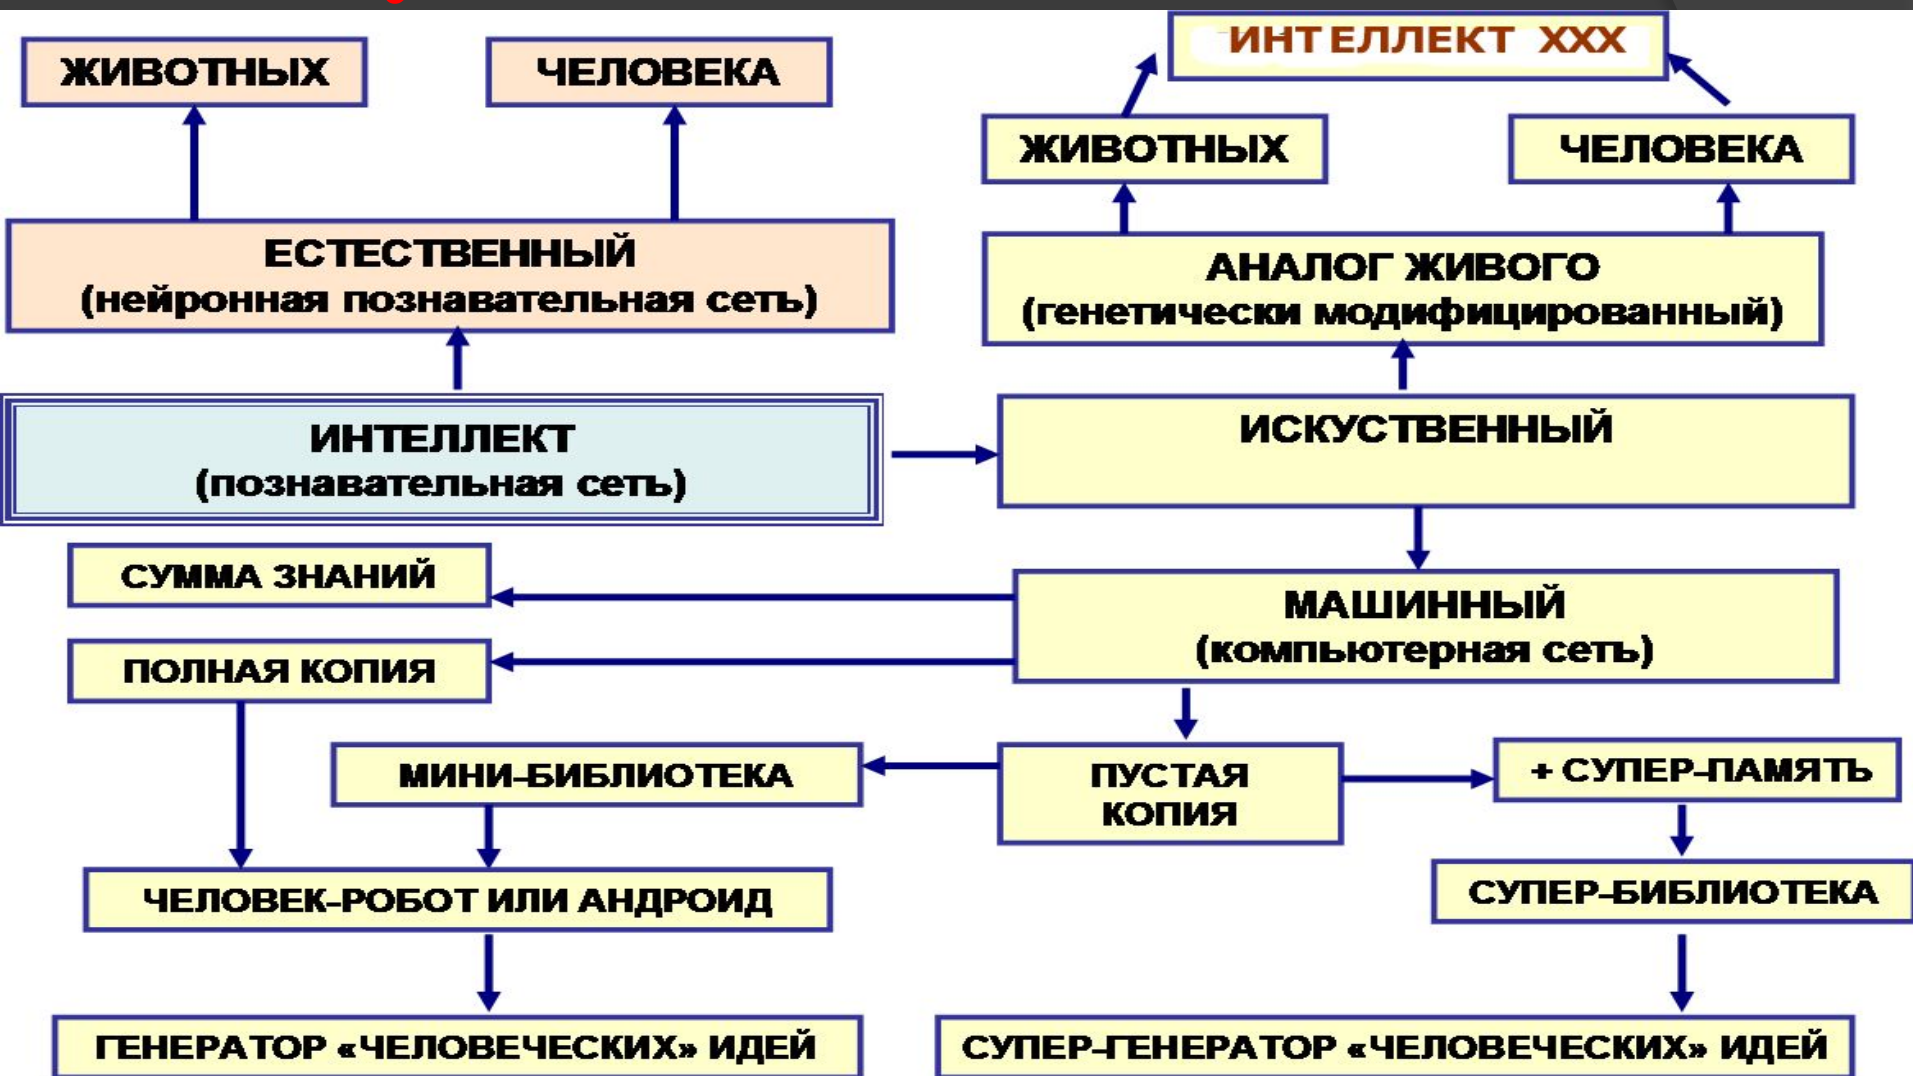 ИНТЕЛЛЕКТ XXX
ЖИВОТНЫХ
ЧЕЛОВЕКА
ЖИВОТНЫХ
ЧЕЛОВЕКА
ЕСТЕСТВЕННЫЙ
(нейронная познавательная сеть)
АНАЛОГ ЖИВОГО
(генетически модифицированный)
ИНТЕЛЛЕКТ
(познавательная сеть)
ИСКУСТВЕННЫЙ
СУММА ЗНАНИЙ
МАШИННЫЙ
(компьютерная сеть)
ПОЛНАЯ КОПИЯ
МИНИ-БИБЛИОТЕКА
ПУСТАЯ
КОПИЯ
+ СУПЕР-ПАМЯТЬ
ЧЕЛОВЕК-РОБОТ ИЛИ АНДРОИД
СУПЕР-БИБЛИОТЕКА
ГЕНЕРАТОР «ЧЕЛОВЕЧЕСКИХ» ИДЕЙ
СУПЕР-ГЕНЕРАТОР «ЧЕЛОВЕЧЕСКИХ» ИДЕЙ